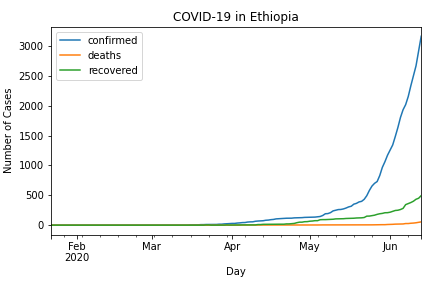 COVID-19 in Ethiopia
confirmed
deaths
recovered
Number of Cases
3000
2500
2000
1500
1000
500
0
Feb
2020
Mar
Apr
May
Jun
Day